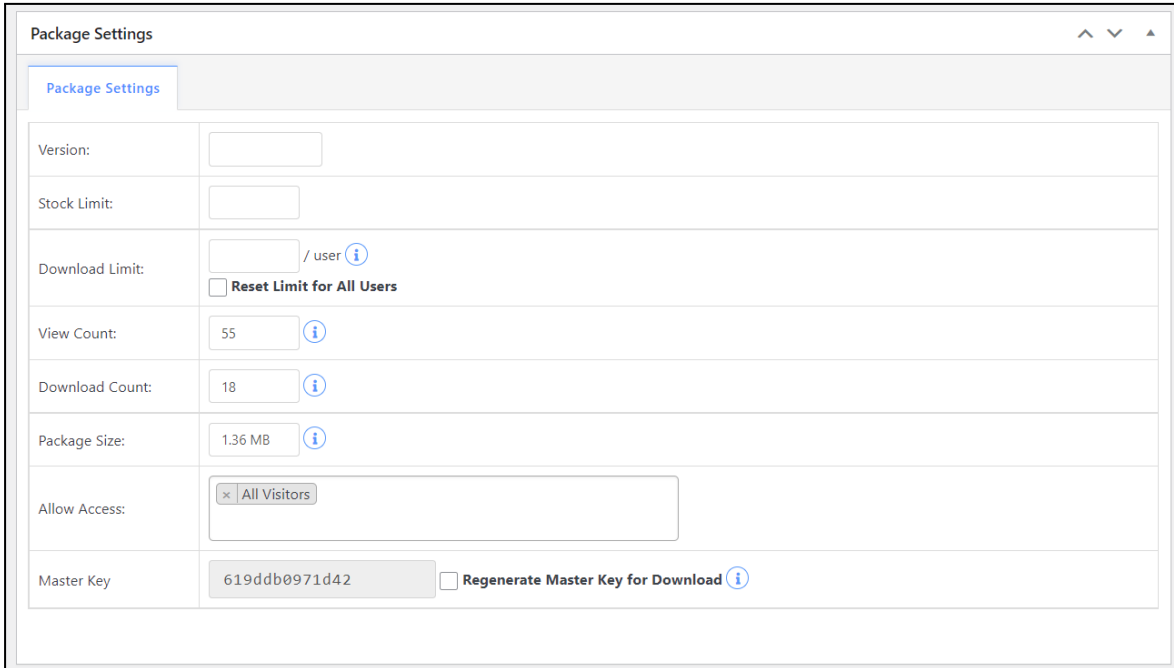 Package Settings
Package Settings
Version:
Stock Limit:
Download Limit: / user
Reset Limit for All Users
View Count: 55
Download Count: 18
Package Size: 1.36 MB
Allow Access: × All Visitors
Master Key 619ddb0971d42 Regenerate Master Key for Download